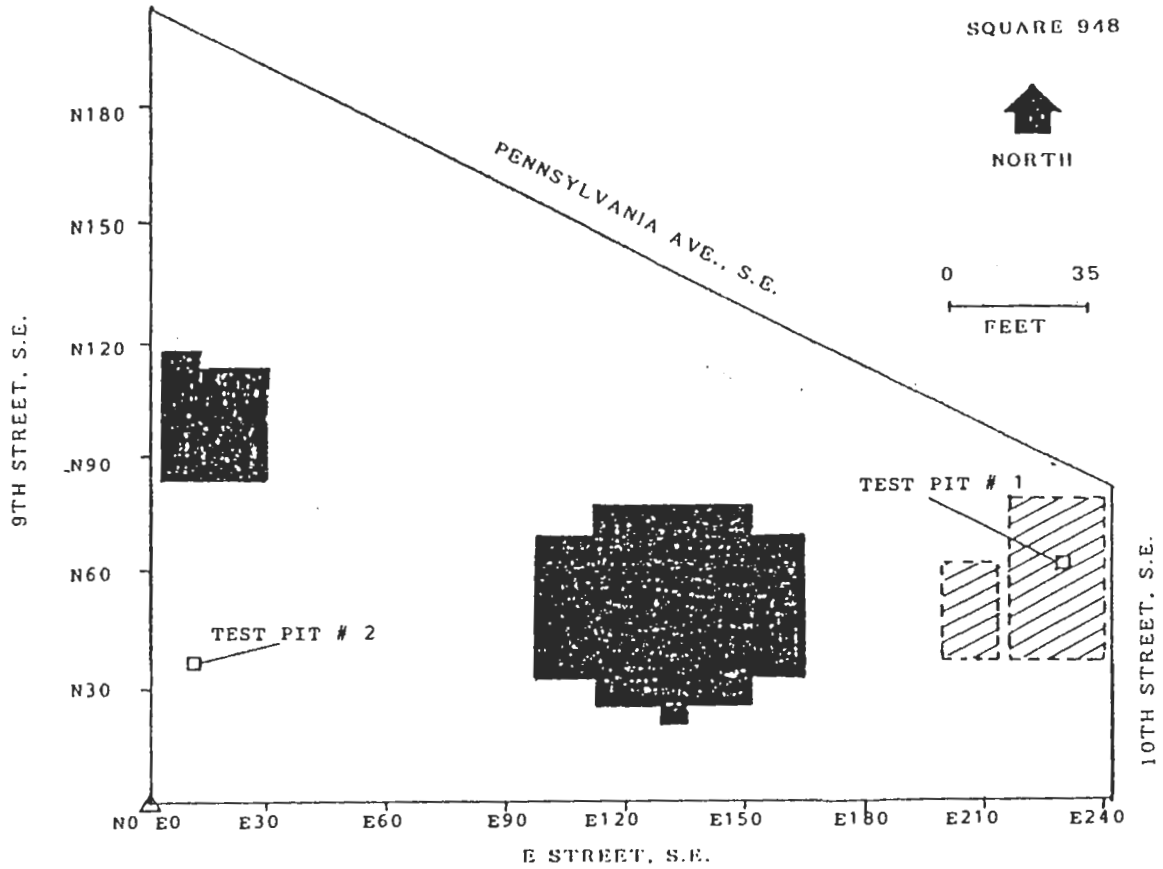 SQUARE 948
NORTH
0 35
FEET
PENNSYLVANIA AVE., S.E.
N180
N150
N120
N90
N60
N30
9TH STREET, S.E.
TEST PIT # 1
TEST PIT # 2
10TH STREET, S.E.
N0 E0 E30 E60 E90 E120 E150 E180 E210 E240
E STREET, S.E.